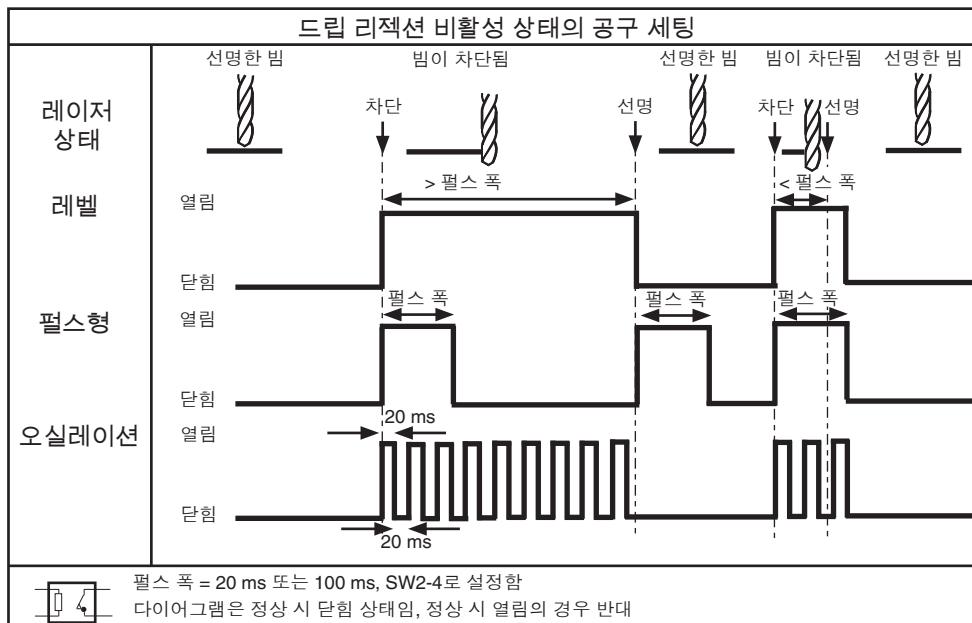 드립 리젝션 비활성 상태의 공구 세팅
선명한 빔
빔이 차단됨
선명한 빔
빔이 차단됨
선명한 빔
레이저
상태
차단
선명
차단
선명
레벨
열림
> 펄스 폭
< 펄스 폭
닫힘
펄스형
열림
펄스 폭
펄스 폭
펄스 폭
닫힘
오실레이션
열림
20 ms
닫힘
20 ms
펄스 폭 = 20 ms 또는 100 ms, SW2-4로 설정함
다이어그램은 정상 시 닫힘 상태임, 정상 시 열림의 경우 반대